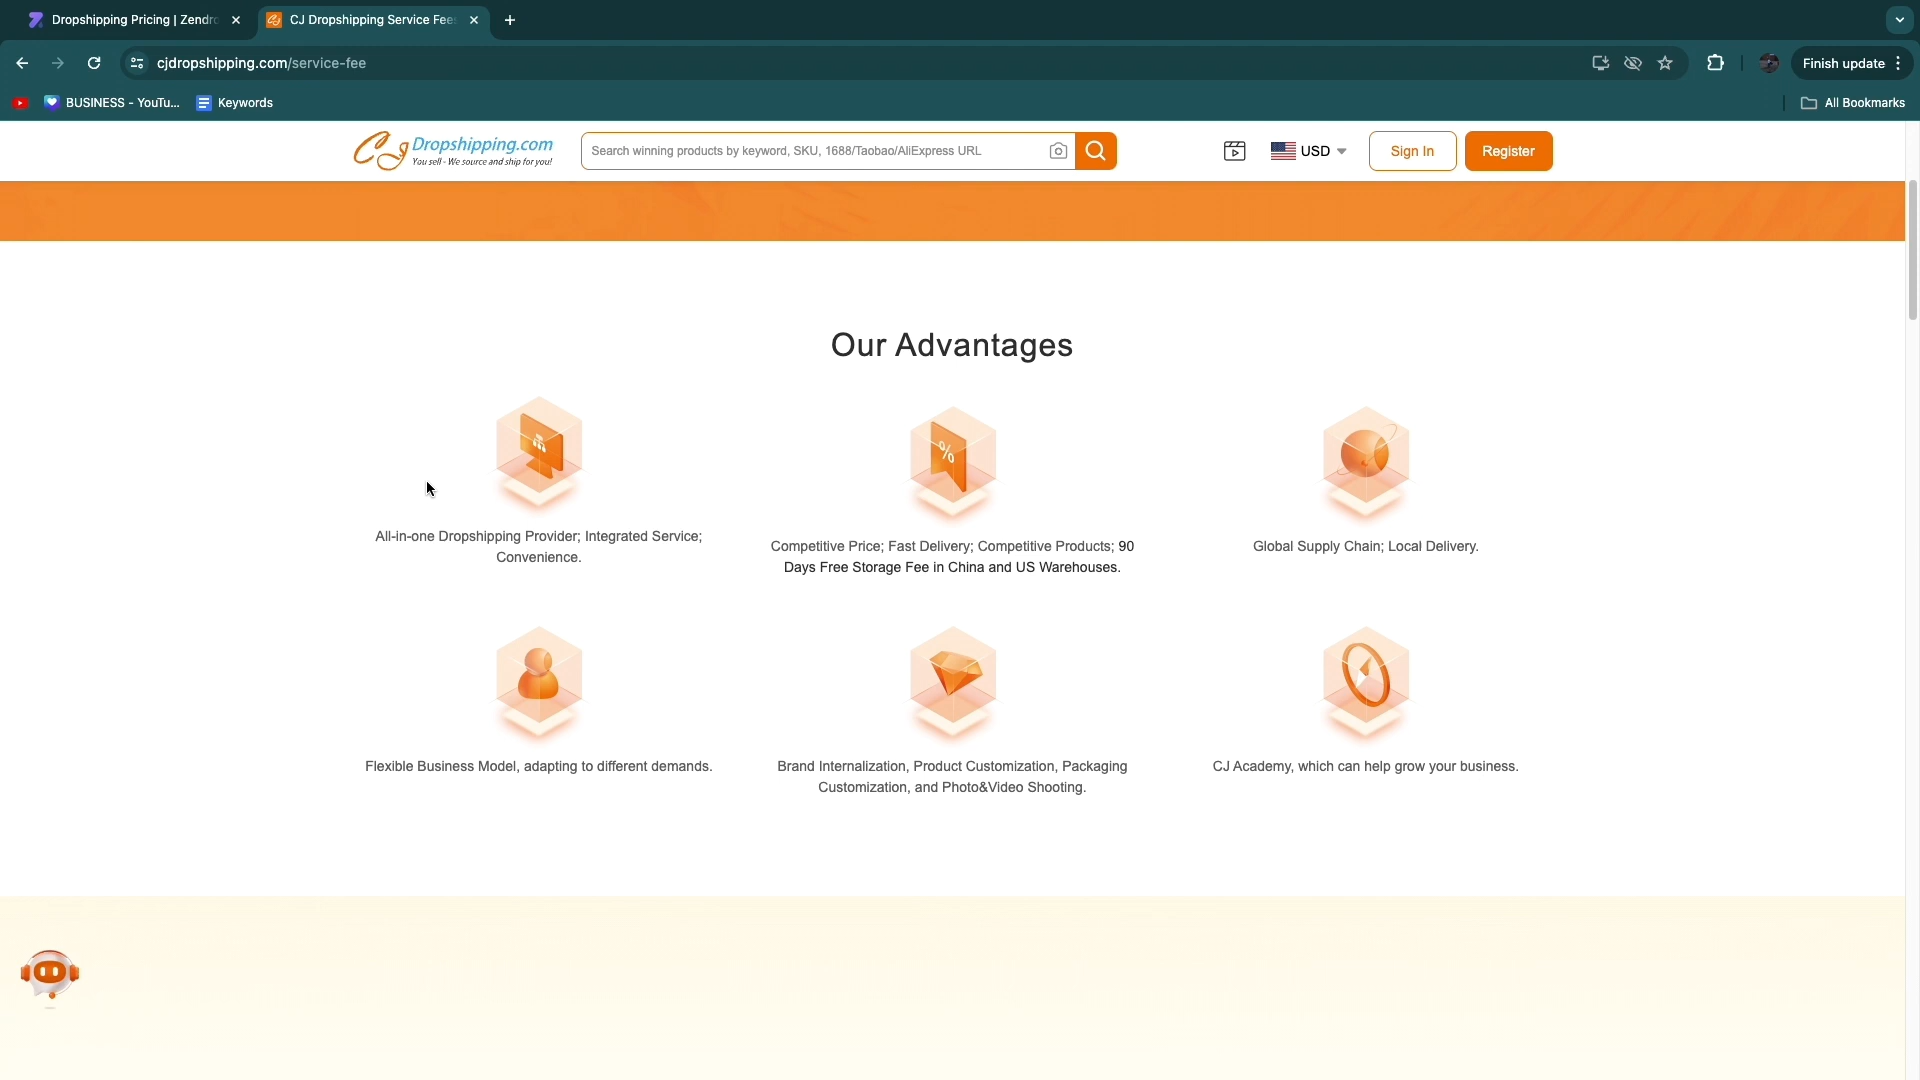 Dropshipping Pricing | Zendro
CJ Dropshipping Service Fees
cjdropshipping.com/service-fee
Finish update
BUSINESS - YouTu...
Keywords
All Bookmarks
CJ Dropshipping.com
You sell - We source and ship for you!
Search winning products by keyword, SKU, 1688/Taobao/AliExpress URL
USD
Sign In
Register
Our Advantages
%
All-in-one Dropshipping Provider; Integrated Service;
Convenience.
Competitive Price; Fast Delivery; Competitive Products; 90
Days Free Storage Fee in China and US Warehouses.
Global Supply Chain; Local Delivery.
Flexible Business Model, adapting to different demands.
Brand Internalization, Product Customization, Packaging
Customization, and Photo&Video Shooting.
CJ Academy, which can help grow your business.